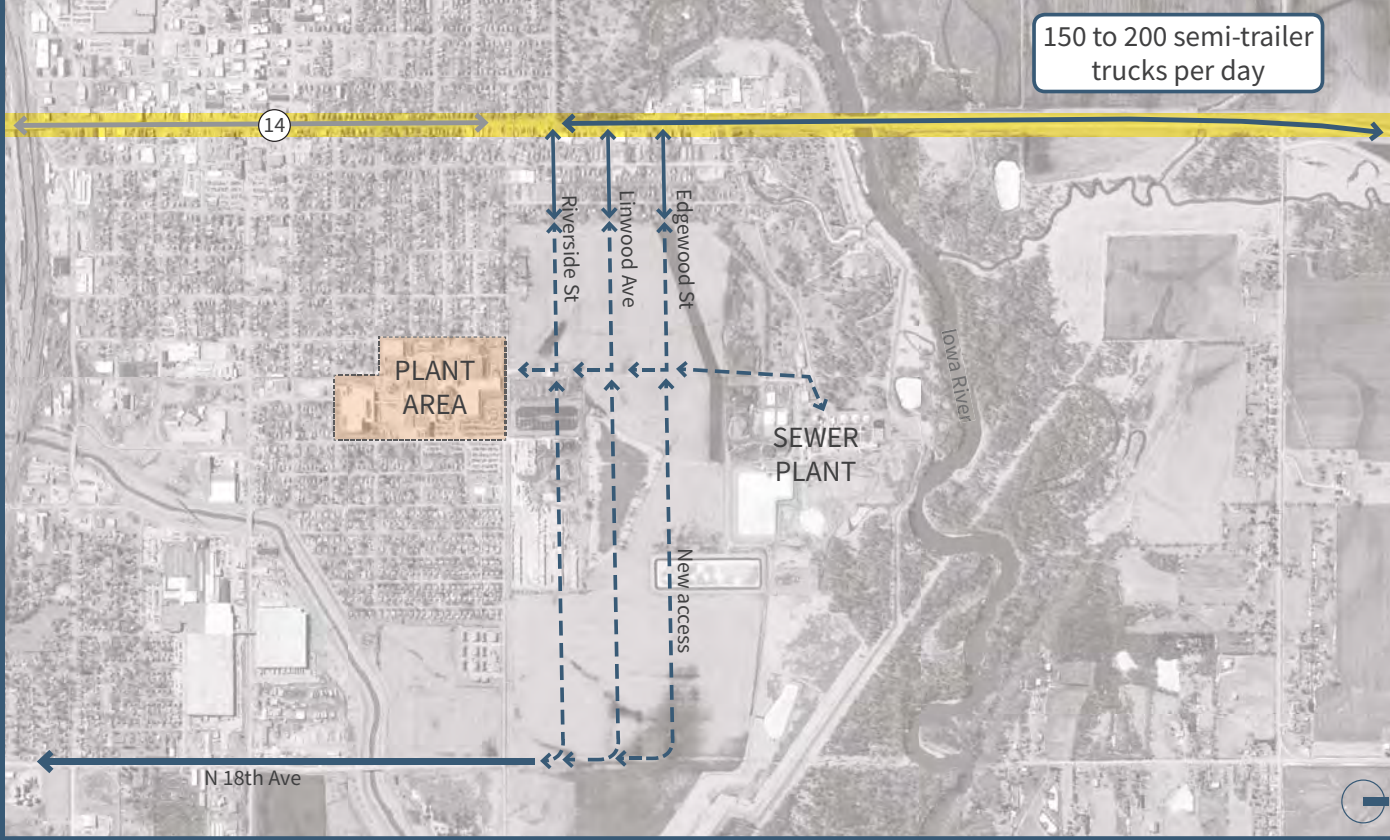 150 to 200 semi-trailer
trucks per day
14
Riverside St
Linwood Ave
Edgewood St
Iowa River
PLANT
AREA
SEWER
PLANT
New access
N 18th Ave